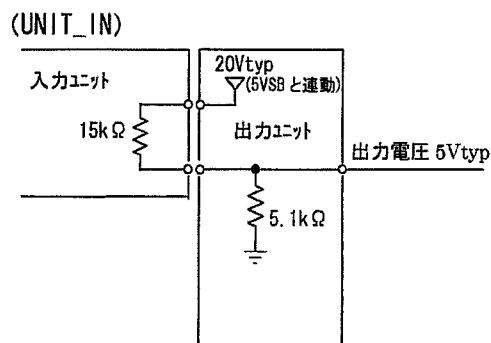 (UNIT_IN)
20Vtyp
入力ユニット
(5VSBと連動)
15kΩ
出力ユニット
出力電圧 5Vtyp
5.1kΩ